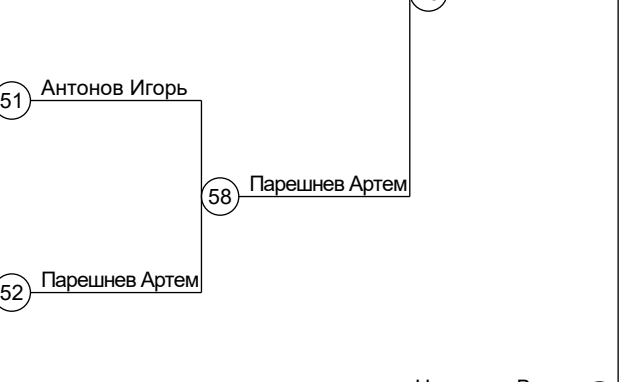 51 Антонов Игорь
58 Парешнев Артем
52 Парешнев Артем